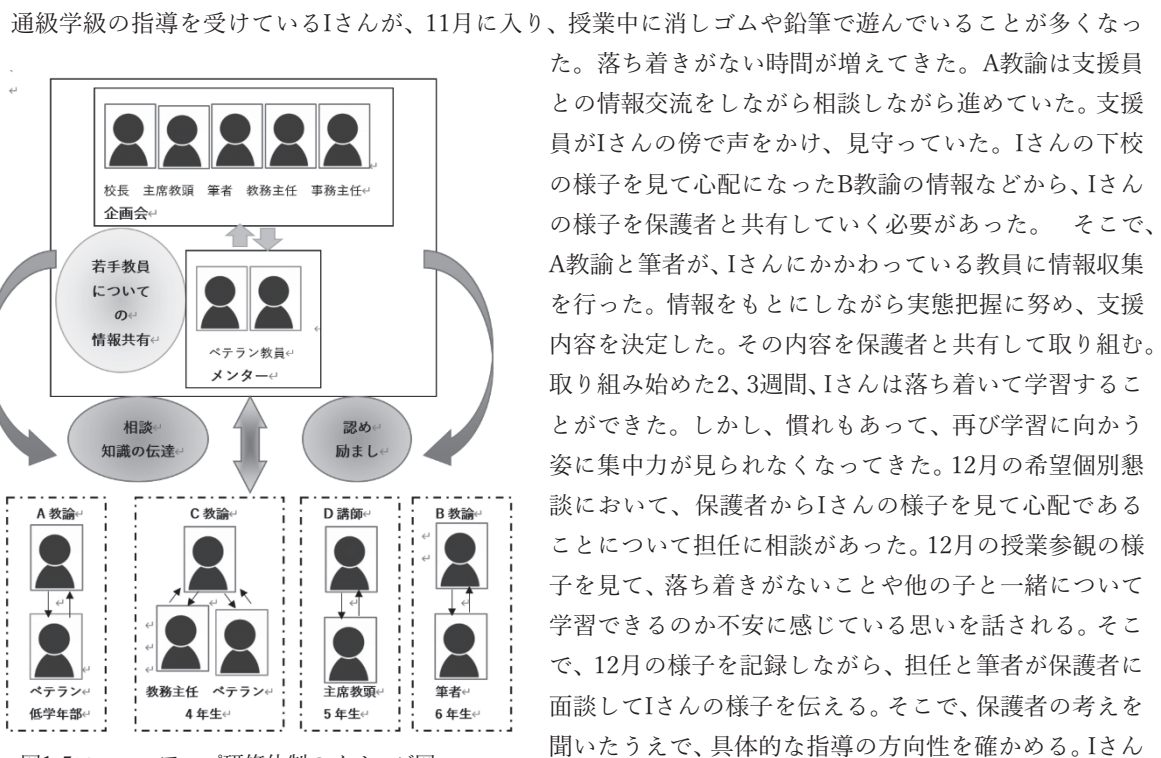 通級学級の指導を受けているIさんが、11月に入り、授業中に消しゴムや鉛筆で遊んでいることが多くなっ
た。落ち着きがない時間が増えてきた。A教諭は支援員
との情報交流をしながら相談しながら進めていた。支援
員がIさんの傍で声をかけ、見守っていた。Iさんの下校
の様子を見て心配になったB教諭の情報などから、Iさん
の様子を保護者と共有していく必要があった。　そこで、
A教諭と筆者が、Iさんにかかわっている教員に情報収集
を行った。情報をもとにしながら実態把握に努め、支援
内容を決定した。その内容を保護者と共有して取り組む。
取り組み始めた2、3週間、Iさんは落ち着いて学習するこ
とができた。しかし、慣れもあって、再び学習に向かう
姿に集中力が見られなくなってきた。12月の希望個別懇
談において、保護者からIさんの様子を見て心配である
ことについて担任に相談があった。12月の授業参観の様
子を見て、落ち着きがないことや他の子と一緒について
学習できるのか不安に感じている思いを話される。そこ
で、12月の様子を記録しながら、担任と筆者が保護者に
面談してIさんの様子を伝える。そこで、保護者の考えを
聞いたうえで、具体的な指導の方向性を確かめる。Iさん
校長　主席教頭　筆者　教務主任　事務主任
企画会
若手教員
について
の
情報共有
ベテラン教員
メンター
相談
知識の伝達
認め
励まし
A 教諭
ベテラン
低学年部
C 教諭
教務主任　ベテラン
4 年生
D 講師
主席教頭
5 年生
B 教諭
筆者
6 年生